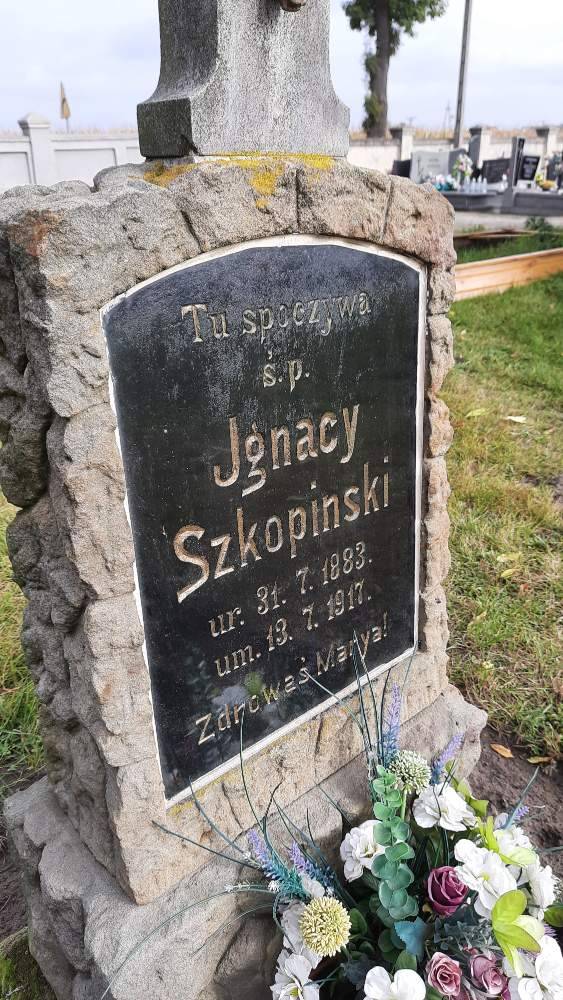 Tu spoczywa
ś.p.
Jgnacy
Szkopinski
ur. 31. 7. 1883.
um. 13. 7. 1917.
Zdrowaś Marya!